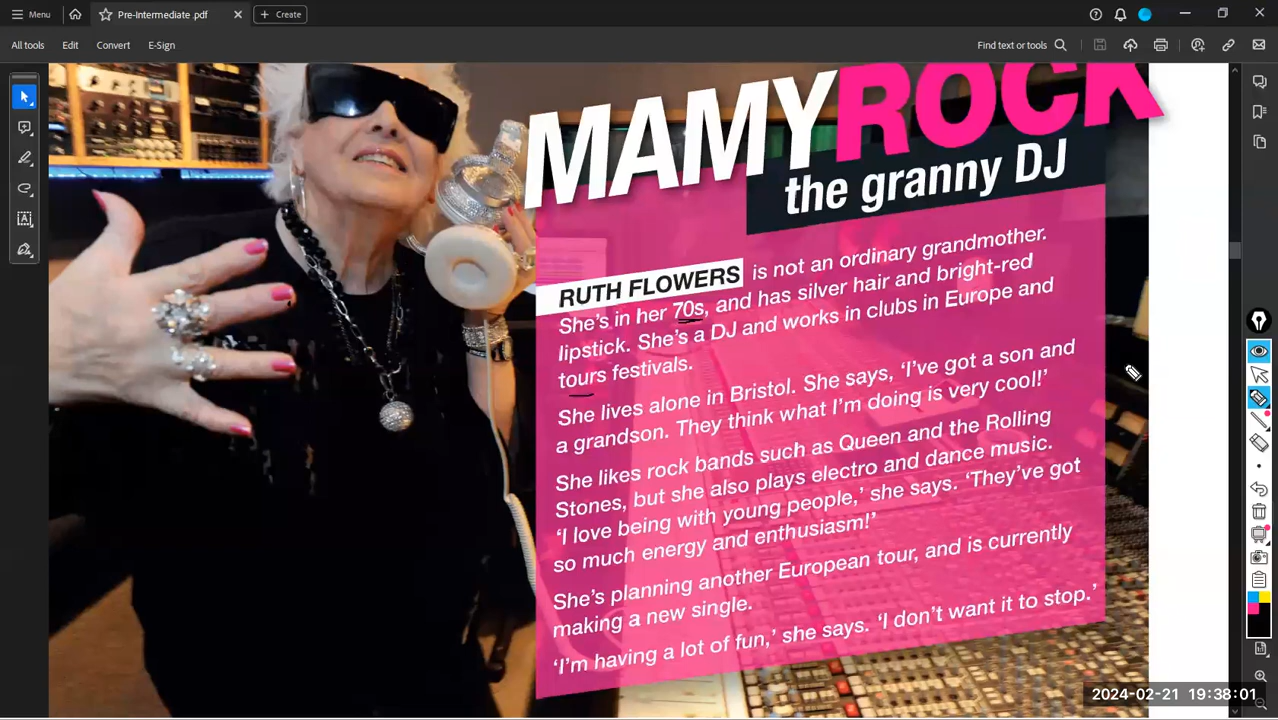 Menu
Pre-Intermediate .pdf
Create
All tools
Edit
Convert
E-Sign
Find text or tools
MAMYROCK
the granny DJ
RUTH FLOWERS is not an ordinary grandmother.
She's in her 70s, and has silver hair and bright-red
lipstick. She's a DJ and works in clubs in Europe and
tours festivals.
She lives alone in Bristol. She says, 'I've got a son and
a grandson. They think what I'm doing is very cool!'
She likes rock bands such as Queen and the Rolling
Stones, but she also plays electro and dance music.
'I love being with young people,' she says. 'They've got
so much energy and enthusiasm!'
She's planning another European tour, and is currently
making a new single.
'I'm having a lot of fun,' she says. 'I don't want it to stop.'
2024-02-21 19:38:01